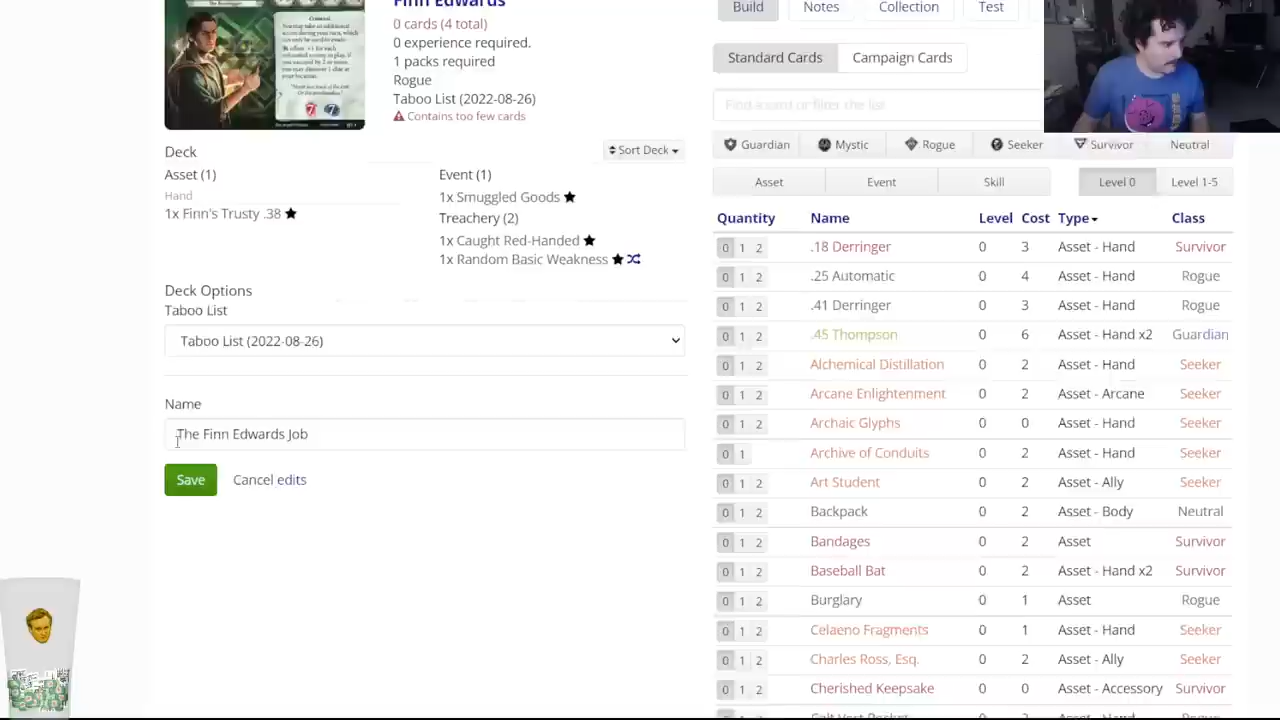 Finn Edwards
0 cards (4 total)
0 experience required.
1 packs required
Rogue
Taboo List (2022-08-26)
Contains too few cards
Deck
Sort Deck
Asset (1)
Hand
1x Finn's Trusty .38
Event (1)
1x Smuggled Goods
Treachery (2)
1x Caught Red-Handed
1x Random Basic Weakness
Deck Options
Taboo List
Taboo List (2022-08-26)
Name
The Finn Edwards Job
Save Cancel edits
Build Notes Collection Test
Standard Cards Campaign Cards
Find a card or filter the list
Guardian Mystic Rogue Seeker Survivor Neutral
Asset Event Skill Level 0 Level 1-5
Quantity Name Level Cost Type Class
0 1 2 .18 Derringer 0 3 Asset - Hand Survivor
0 1 2 .25 Automatic 0 4 Asset - Hand Rogue
0 1 2 .41 Derringer 0 3 Asset - Hand Rogue
0 1 2 .45 Thompson 0 6 Asset - Hand x2 Guardian
0 1 2 Alchemical Distillation 0 2 Asset - Hand Seeker
0 1 2 Arcane Enlightenment 0 2 Asset - Arcane Seeker
0 1 2 Archaic Glyphs 0 0 Asset - Hand Seeker
0 1 Archive of Conduits 0 2 Asset - Hand Seeker
0 1 2 Art Student 0 2 Asset - Ally Seeker
0 1 2 Backpack 0 2 Asset - Body Neutral
0 1 2 Bandages 0 2 Asset Survivor
0 1 2 Baseball Bat 0 2 Asset - Hand x2 Survivor
0 1 2 Burglary 0 1 Asset Rogue
0 1 2 Celaeno Fragments 0 1 Asset - Hand Seeker
0 1 2 Charles Ross, Esq. 0 2 Asset - Ally Seeker
0 1 2 Cherished Keepsake 0 0 Asset - Accessory Survivor